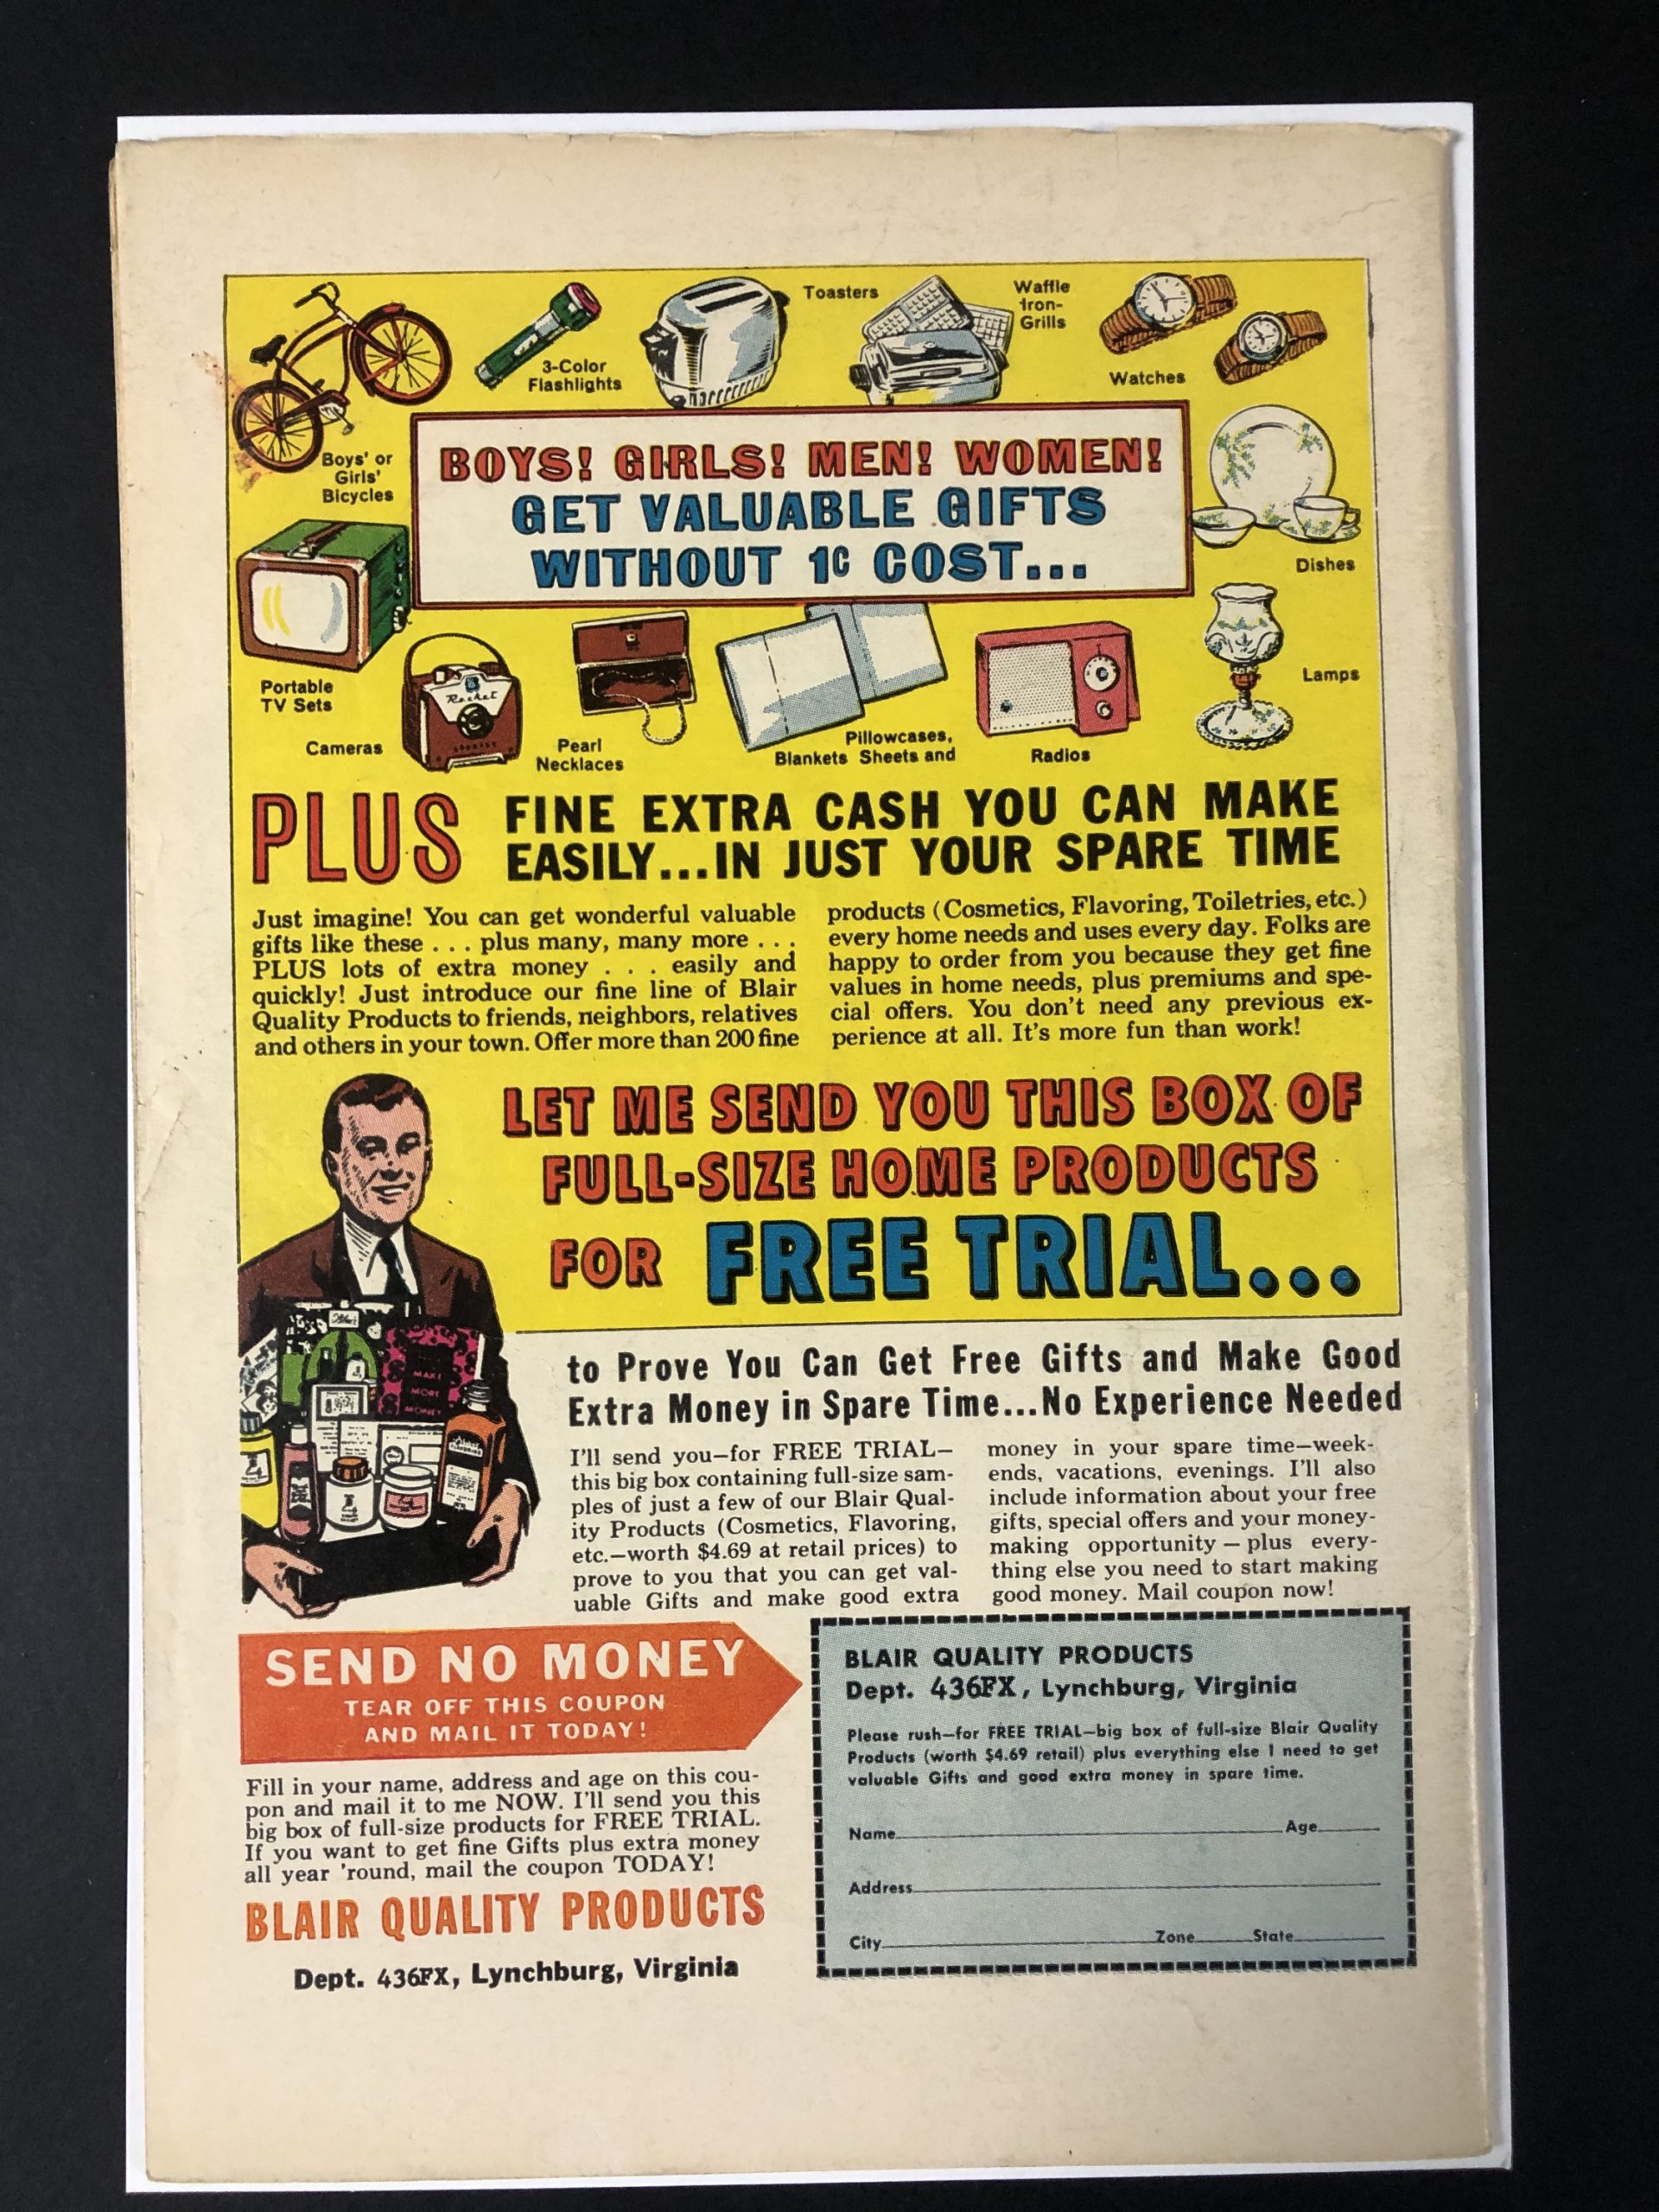 Toasters
Waffle
Iron-
Grills
3-Color
Flashlights
Watches
Boys' or
Girls'
Bicycles
BOYS! GIRLS! MEN! WOMEN!
GET VALUABLE GIFTS
WITHOUT 1¢ COST...
Dishes
Portable
TV Sets
Rocket
Lamps
Cameras
Pearl
Necklaces
Pillowcases,
Blankets Sheets and
Radios
PLUS
FINE EXTRA CASH YOU CAN MAKE
EASILY...IN JUST YOUR SPARE TIME
Just imagine! You can get wonderful valuable
gifts like these . . . plus many, many more . . .
PLUS lots of extra money . . . easily and
quickly! Just introduce our fine line of Blair
Quality Products to friends, neighbors, relatives
and others in your town. Offer more than 200 fine
products (Cosmetics, Flavoring, Toiletries, etc.)
every home needs and uses every day. Folks are
happy to order from you because they get fine
values in home needs, plus premiums and spe-
cial offers. You don't need any previous ex-
perience at all. It's more fun than work!
LET ME SEND YOU THIS BOX OF
FULL-SIZE HOME PRODUCTS
FOR FREE TRIAL...
MAKE
MORE
MONEY
to Prove You Can Get Free Gifts and Make Good
Extra Money in Spare Time...No Experience Needed
I'll send you—for FREE TRIAL—
this big box containing full-size sam-
ples of just a few of our Blair Qual-
ity Products (Cosmetics, Flavoring,
etc.—worth $4.69 at retail prices) to
prove to you that you can get val-
uable Gifts and make good extra
money in your spare time—week-
ends, vacations, evenings. I'll also
include information about your free
gifts, special offers and your money-
making opportunity — plus every-
thing else you need to start making
good money. Mail coupon now!
SEND NO MONEY
TEAR OFF THIS COUPON
AND MAIL IT TODAY!
Fill in your name, address and age on this cou-
pon and mail it to me NOW. I'll send you this
big box of full-size products for FREE TRIAL.
If you want to get fine Gifts plus extra money
all year 'round, mail the coupon TODAY!
BLAIR QUALITY PRODUCTS
Dept. 436FX, Lynchburg, Virginia
BLAIR QUALITY PRODUCTS
Dept. 436FX, Lynchburg, Virginia
Please rush—for FREE TRIAL—big box of full-size Blair Quality
Products (worth $4.69 retail) plus everything else I need to get
valuable Gifts and good extra money in spare time.
Name Age
Address
City Zone State